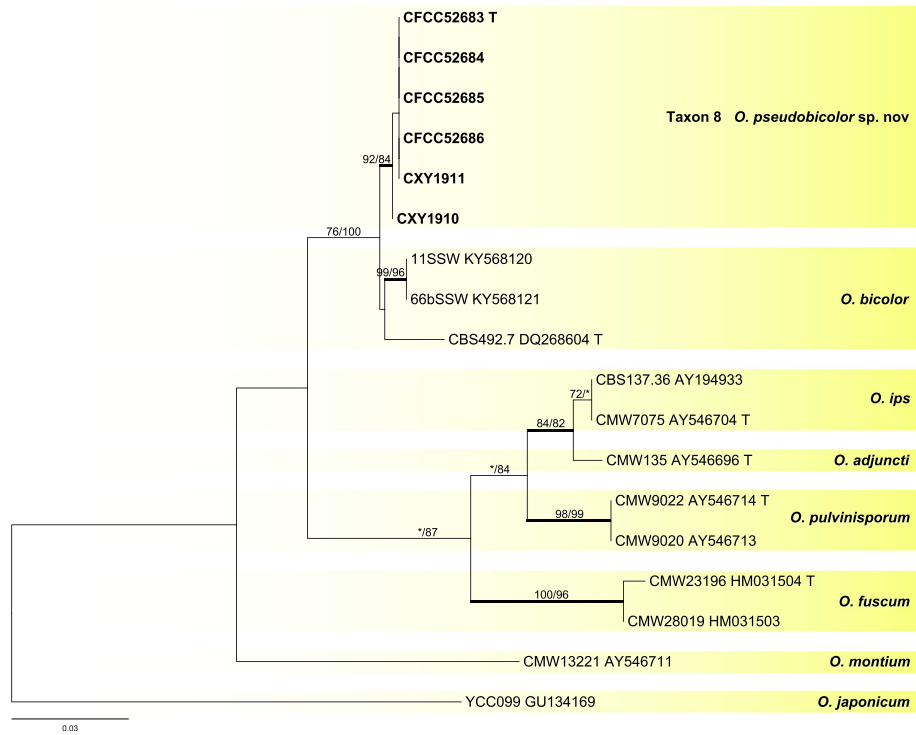 CFCC52683 T
CFCC52684
CFCC52685
Taxon 8 O. pseudobicolor sp. nov
CFCC52686
92/84
CXY1911
CXY1910
76/100
11SSW KY568120
99/96
66bSSW KY568121
O. bicolor
CBS492.7 DQ268604 T
CBS137.36 AY194933
72/*
O. ips
CMW7075 AY546704 T
84/82
CMW135 AY546696 T
O. adjuncti
*/84
CMW9022 AY546714 T
98/99
O. pulvinisporum
*/87
CMW9020 AY546713
CMW23196 HM031504 T
100/96
O. fuscum
CMW28019 HM031503
CMW13221 AY546711
O. montium
YCC099 GU134169
O. japonicum
0.03